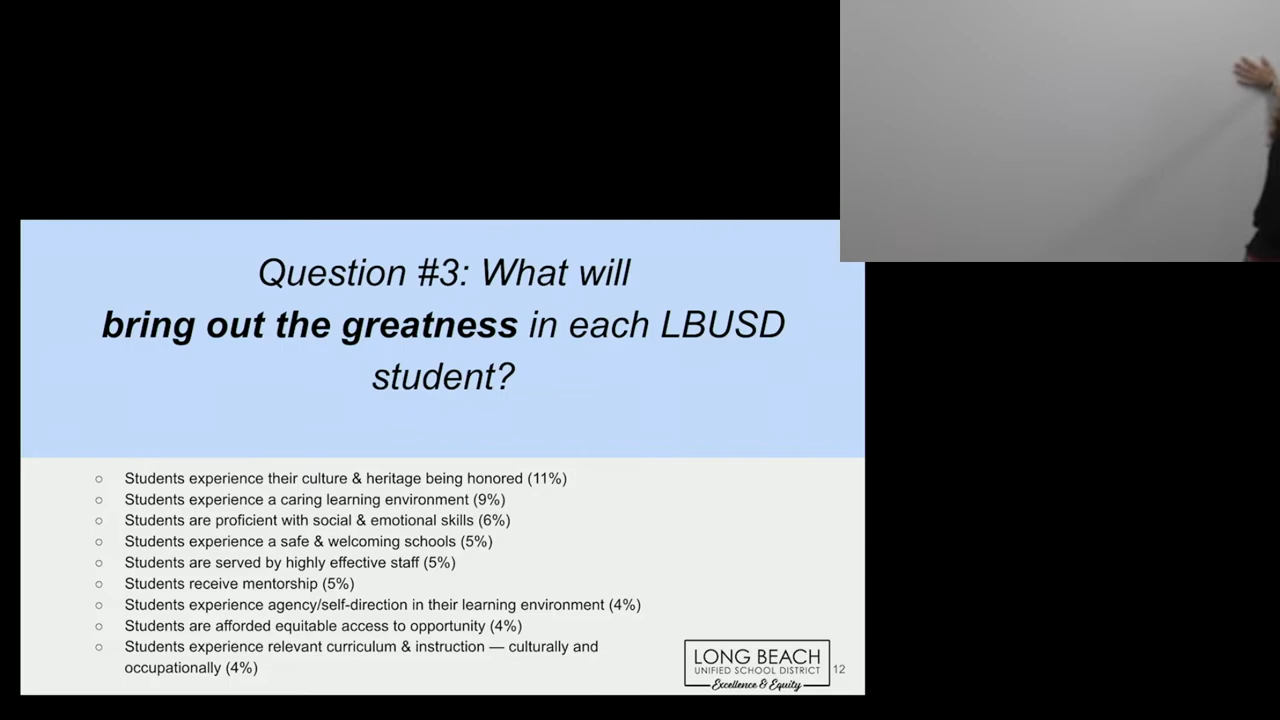 Question #3: What will
bring out the greatness in each LBUSD
student?
○ Students experience their culture & heritage being honored (11%)
○ Students experience a caring learning environment (9%)
○ Students are proficient with social & emotional skills (6%)
○ Students experience a safe & welcoming schools (5%)
○ Students are served by highly effective staff (5%)
○ Students receive mentorship (5%)
○ Students experience agency/self-direction in their learning environment (4%)
○ Students are afforded equitable access to opportunity (4%)
○ Students experience relevant curriculum & instruction — culturally and
occupationally (4%)
LONG BEACH
UNIFIED SCHOOL DISTRICT
Excellence & Equity
12